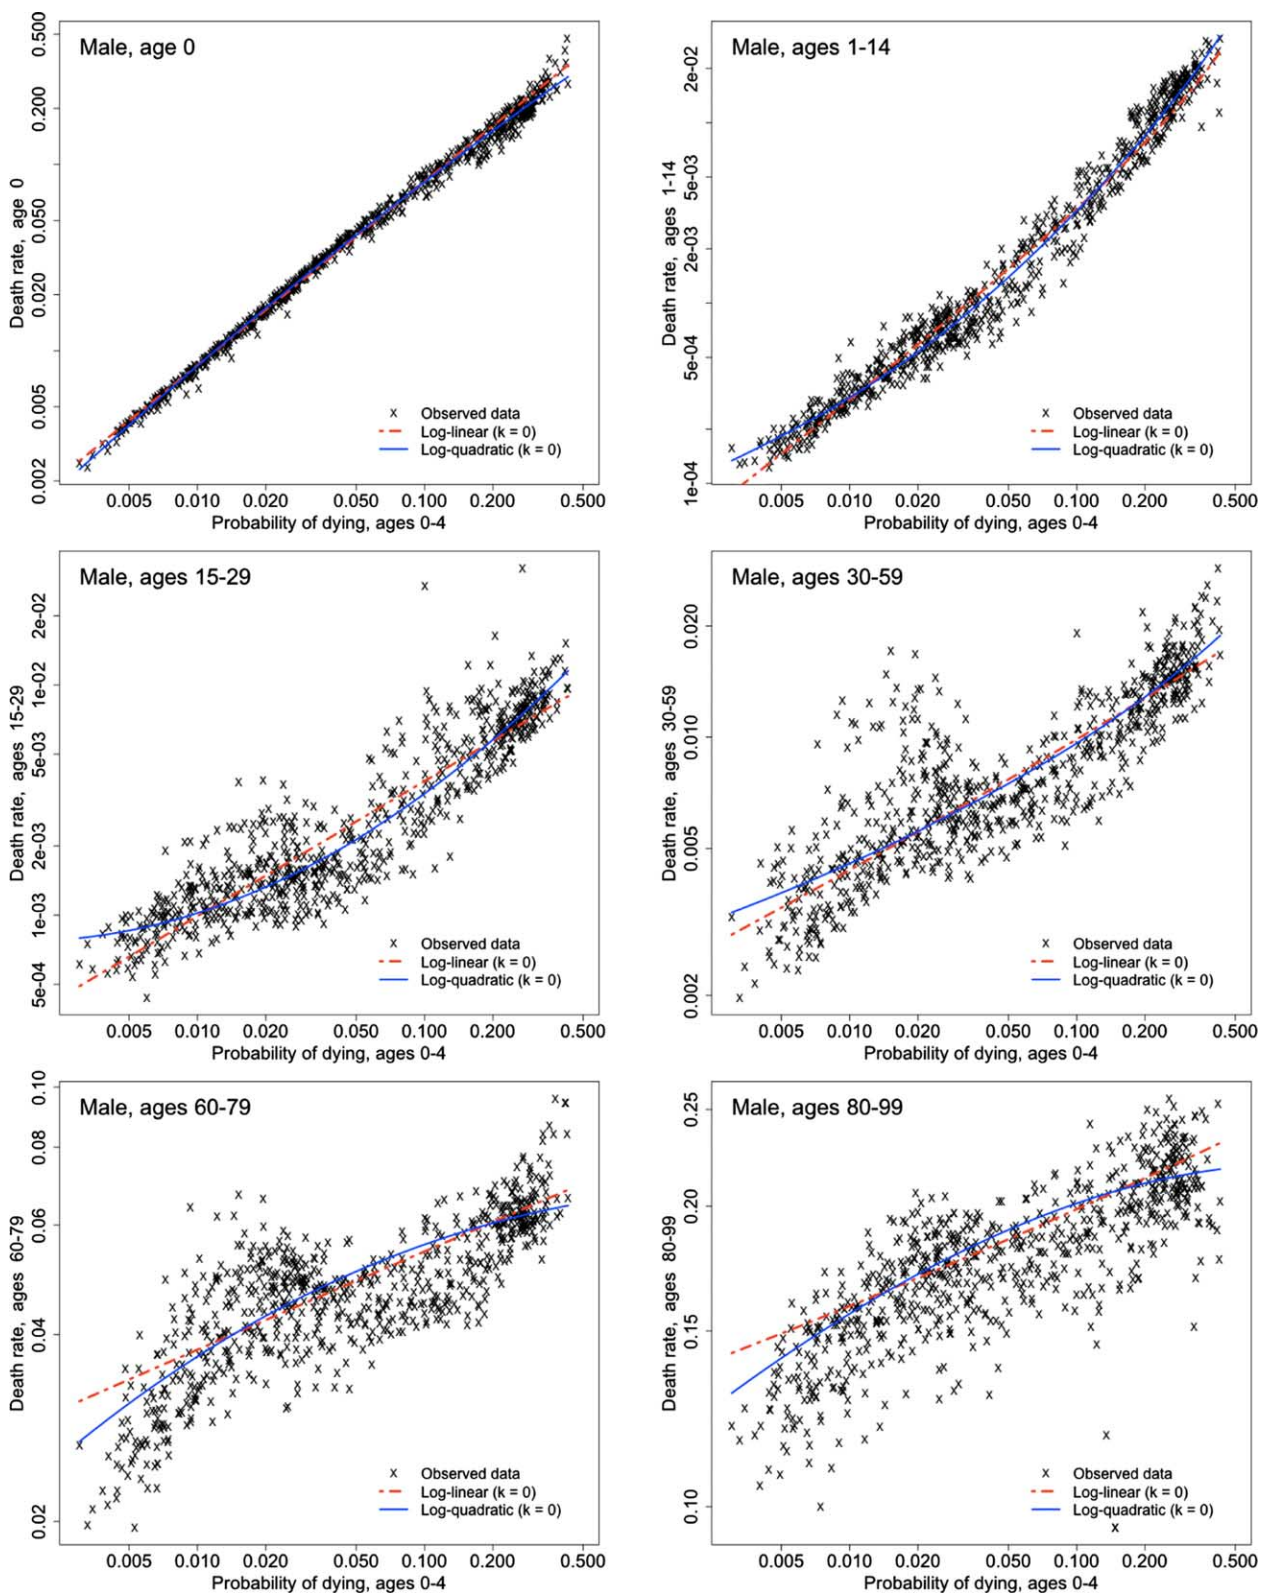 Male, age 0
Death rate, age 0
0.500
0.200
0.050
0.020
0.005
0.002
x Observed data
Log-linear (k = 0)
Log-quadratic (k = 0)
0.005 0.010 0.020 0.050 0.100 0.200 0.500
Probability of dying, ages 0-4
Male, ages 1-14
Death rate, ages 1-14
2e-02
5e-03
2e-03
5e-04
1e-04
x Observed data
Log-linear (k = 0)
Log-quadratic (k = 0)
0.005 0.010 0.020 0.050 0.100 0.200 0.500
Probability of dying, ages 0-4
Male, ages 15-29
Death rate, ages 15-29
2e-02
1e-02
5e-03
2e-03
1e-03
5e-04
x Observed data
Log-linear (k = 0)
Log-quadratic (k = 0)
0.005 0.010 0.020 0.050 0.100 0.200 0.500
Probability of dying, ages 0-4
Male, ages 30-59
Death rate, ages 30-59
0.020
0.010
0.005
0.002
x Observed data
Log-linear (k = 0)
Log-quadratic (k = 0)
0.005 0.010 0.020 0.050 0.100 0.200 0.500
Probability of dying, ages 0-4
Male, ages 60-79
Death rate, ages 60-79
0.10
0.08
0.06
0.04
0.02
x Observed data
Log-linear (k = 0)
Log-quadratic (k = 0)
0.005 0.010 0.020 0.050 0.100 0.200 0.500
Probability of dying, ages 0-4
Male, ages 80-99
Death rate, ages 80-99
0.25
0.20
0.15
0.10
x Observed data
Log-linear (k = 0)
Log-quadratic (k = 0)
0.005 0.010 0.020 0.050 0.100 0.200 0.500
Probability of dying, ages 0-4